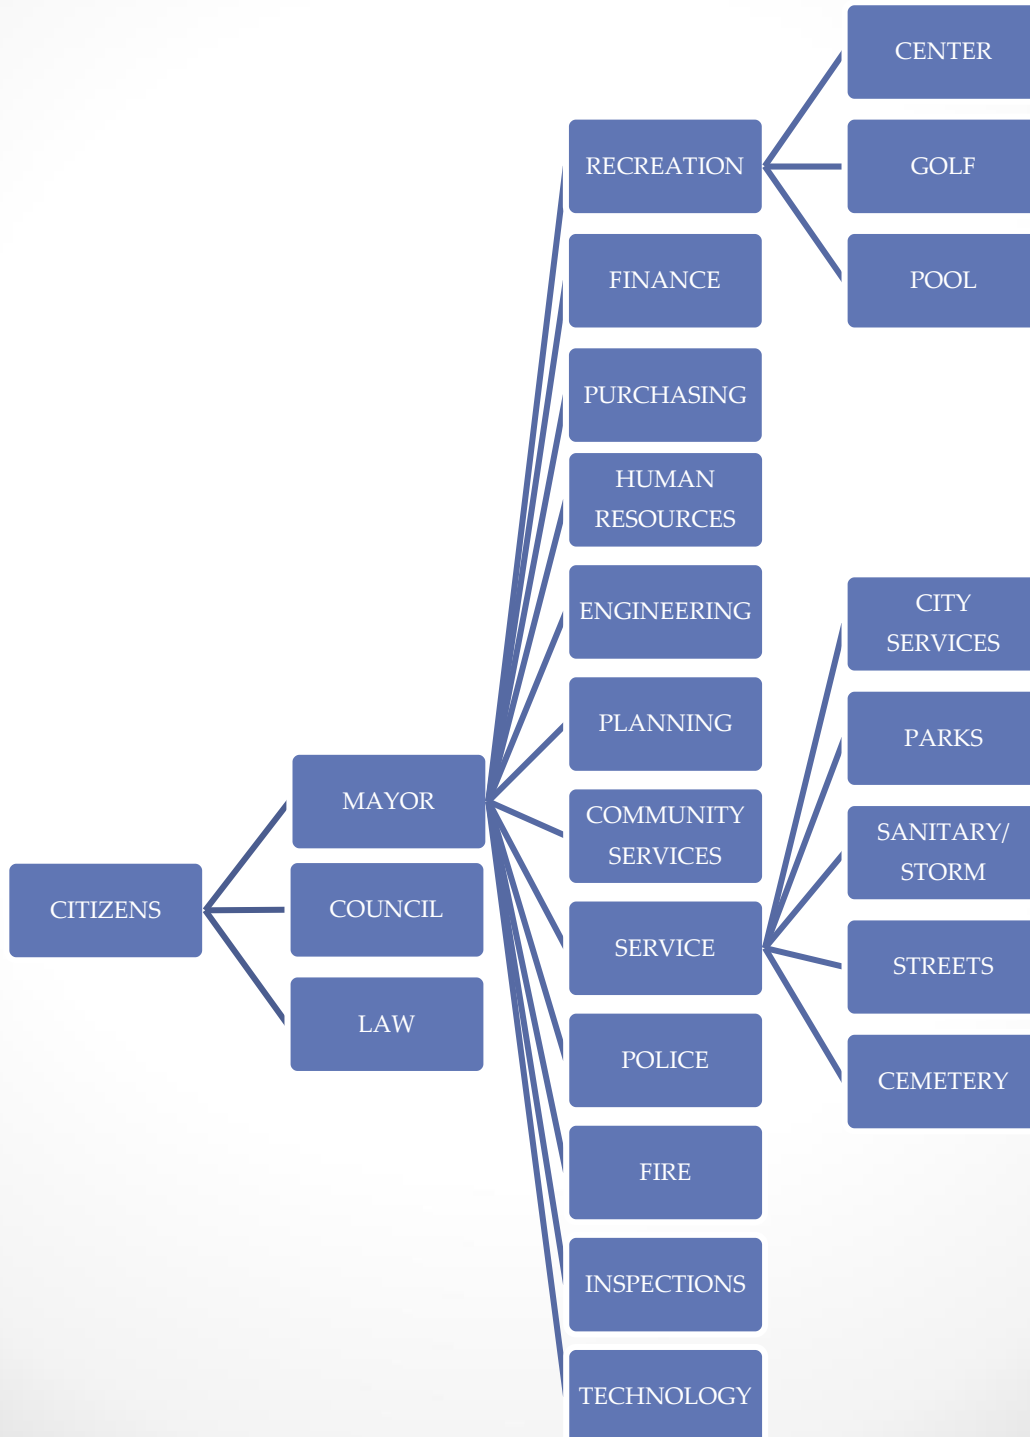 CITIZENS
MAYOR
COUNCIL
LAW
RECREATION
FINANCE
PURCHASING
HUMAN
RESOURCES
ENGINEERING
PLANNING
COMMUNITY
SERVICES
SERVICE
POLICE
FIRE
INSPECTIONS
TECHNOLOGY
CENTER
GOLF
POOL
CITY
SERVICES
PARKS
SANITARY/
STORM
STREETS
CEMETERY